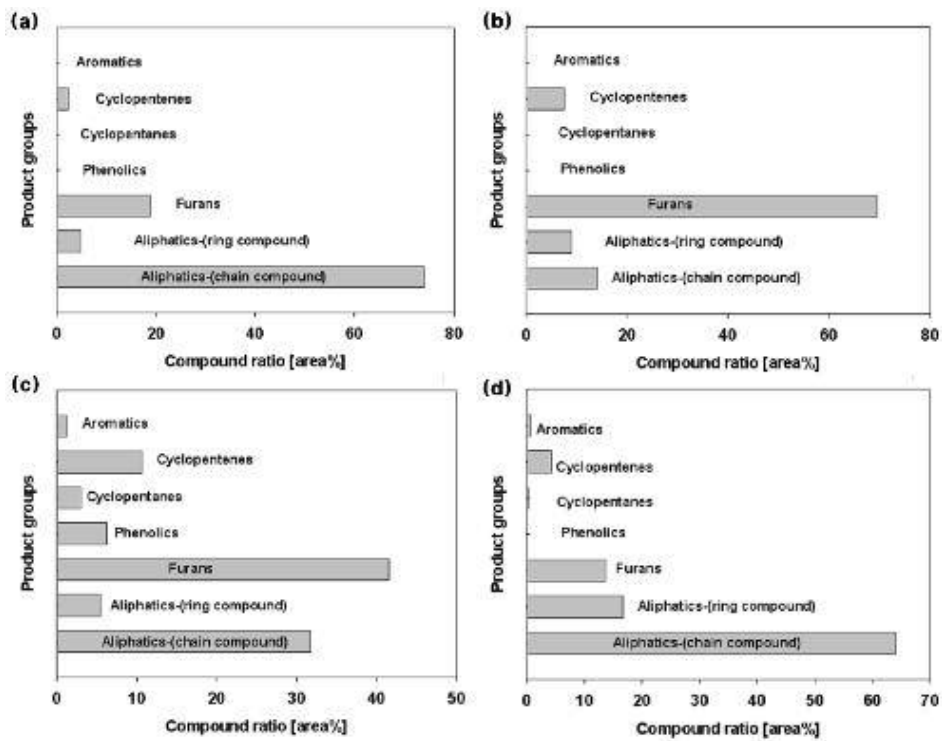 (a)
Product groups
Aromatics
Cyclopentenes
Cyclopentanes
Phenolics
Furans
Aliphatics-(ring compound)
Aliphatics-(chain compound)
0 20 40 60 80
Compound ratio [area%]
(b)
Product groups
Aromatics
Cyclopentenes
Cyclopentanes
Phenolics
Furans
Aliphatics-(ring compound)
Aliphatics-(chain compound)
0 20 40 60 80
Compound ratio [area%]
(c)
Product groups
Aromatics
Cyclopentenes
Cyclopentanes
Phenolics
Furans
Aliphatics-(ring compound)
Aliphatics-(chain compound)
0 10 20 30 40 50
Compound ratio [area%]
(d)
Product groups
Aromatics
Cyclopentenes
Cyclopentanes
Phenolics
Furans
Aliphatics-(ring compound)
Aliphatics-(chain compound)
0 10 20 30 40 50 60 70
Compound ratio [area%]